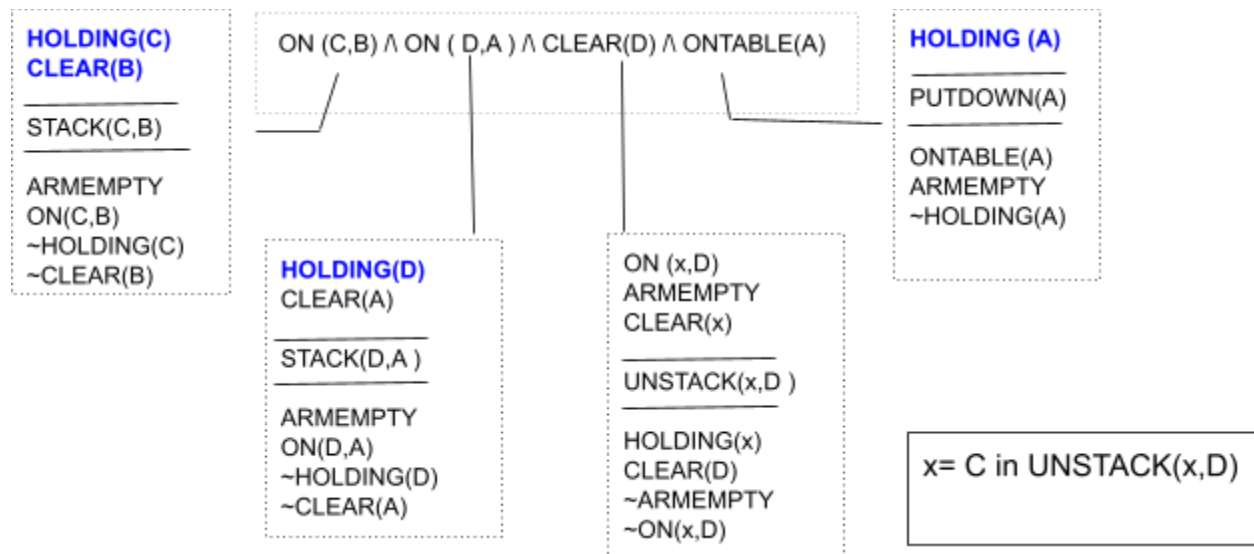 HOLDING(C)
CLEAR(B)
STACK(C,B)
ARMEMPTY
ON(C,B)
~HOLDING(C)
~CLEAR(B)
ON (C,B) Λ ON ( D,A ) Λ CLEAR(D) Λ ONTABLE(A)
HOLDING (A)
PUTDOWN(A)
ONTABLE(A)
ARMEMPTY
~HOLDING(A)
HOLDING(D)
CLEAR(A)
STACK(D,A )
ARMEMPTY
ON(D,A)
~HOLDING(D)
~CLEAR(A)
ON (x,D)
ARMEMPTY
CLEAR(x)
UNSTACK(x,D )
HOLDING(x)
CLEAR(D)
~ARMEMPTY
~ON(x,D)
x= C in UNSTACK(x,D)